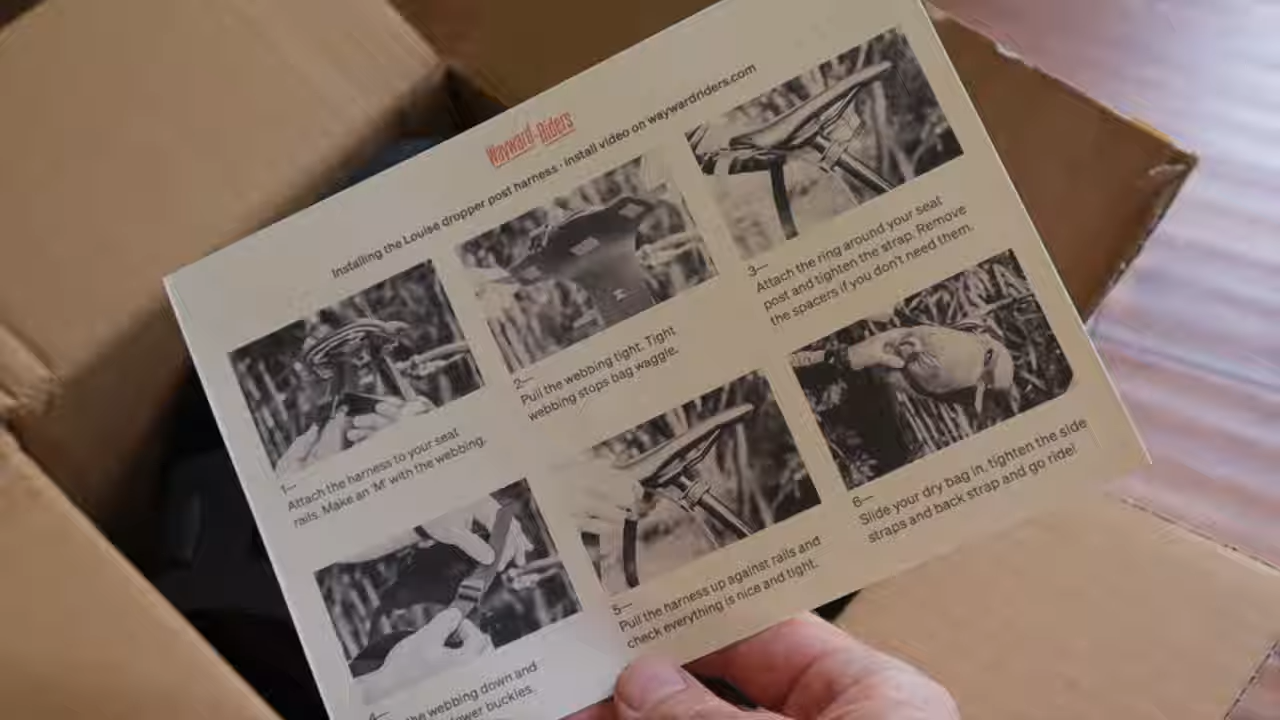 Wayward-Riders
Installing the Louise dropper post harness · install video on waywardriders.com
1—
Attach the harness to your seat
rails. Make an 'M' with the webbing.
2—
Pull the webbing tight. Tight
webbing stops bag waggle.
3—
Attach the ring around your seat
post and tighten the strap. Remove
the spacers if you don't need them.
4—
the webbing down and
lower buckles.
5—
Pull the harness up against rails and
check everything is nice and tight.
6—
Slide your dry bag in, tighten the side
straps and back strap and go ride!